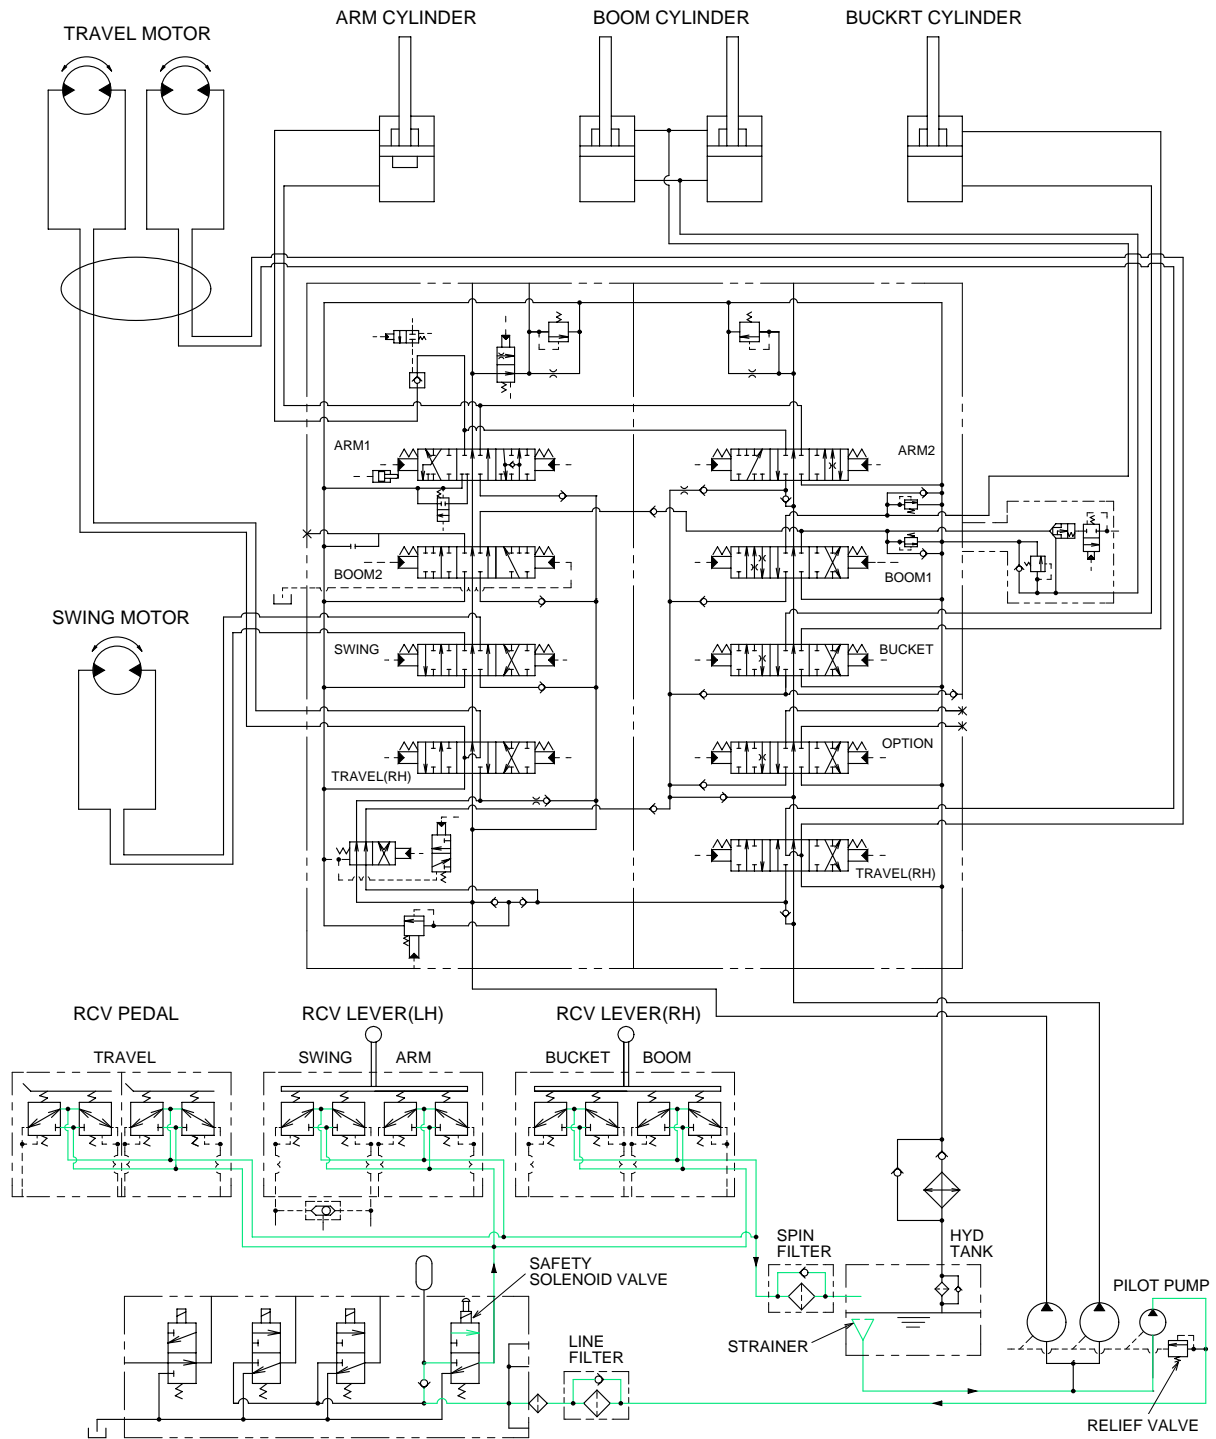 ARM CYLINDER
BOOM CYLINDER
BUCKRT CYLINDER
TRAVEL MOTOR
ARM1
ARM2
BOOM2
BOOM1
SWING MOTOR
SWING
BUCKET
OPTION
TRAVEL(RH)
TRAVEL(RH)
RCV PEDAL
RCV LEVER(LH)
RCV LEVER(RH)
TRAVEL
SWING
ARM
BUCKET
BOOM
SPIN
FILTER
HYD
TANK
SAFETY
SOLENOID VALVE
PILOT PUMP
LINE
FILTER
STRAINER
RELIEF VALVE